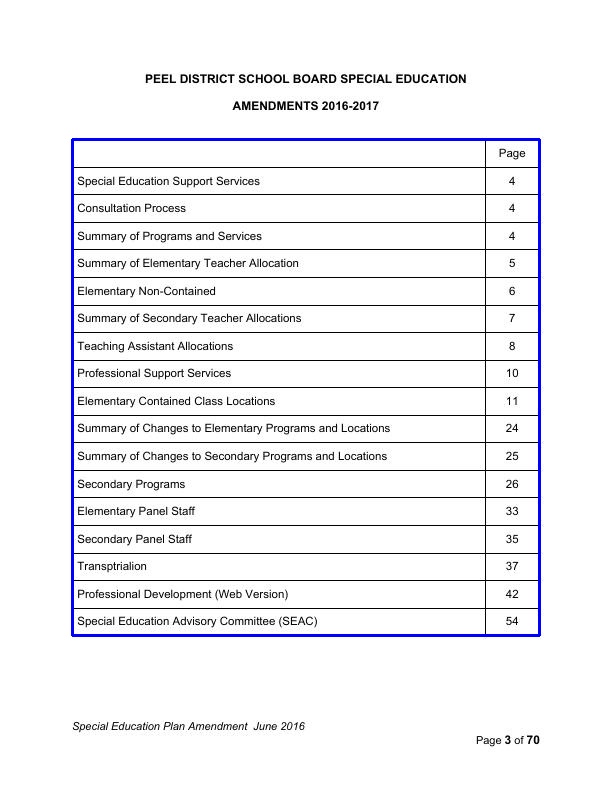 PEEL DISTRICT SCHOOL BOARD SPECIAL EDUCATION
AMENDMENTS 2016-2017
Page
Special Education Support Services 4
Consultation Process 4
Summary of Programs and Services 4
Summary of Elementary Teacher Allocation 5
Elementary Non-Contained 6
Summary of Secondary Teacher Allocations 7
Teaching Assistant Allocations 8
Professional Support Services 10
Elementary Contained Class Locations 11
Summary of Changes to Elementary Programs and Locations 24
Summary of Changes to Secondary Programs and Locations 25
Secondary Programs 26
Elementary Panel Staff 33
Secondary Panel Staff 35
Transptrialion 37
Professional Development (Web Version) 42
Special Education Advisory Committee (SEAC) 54
Special Education Plan Amendment  June 2016
Page 3 of 70